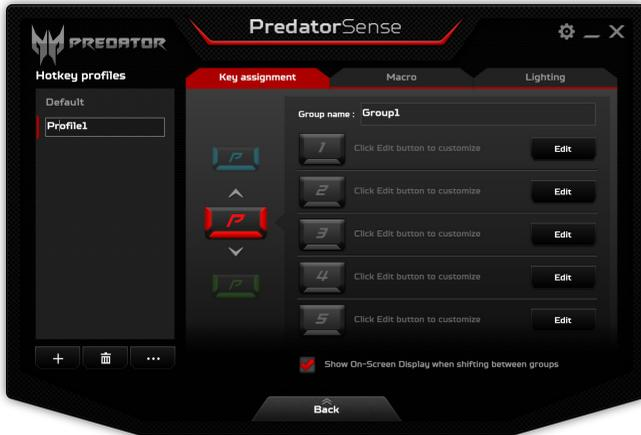 PredatorSense
PREDATOR
Hotkey profiles
Key assignment
Macro
Lighting
Default
Profile1
Group name : Group1
1 Click Edit button to customize Edit
2 Click Edit button to customize Edit
3 Click Edit button to customize Edit
4 Click Edit button to customize Edit
5 Click Edit button to customize Edit
P
P
P
Show On-Screen Display when shifting between groups
Back